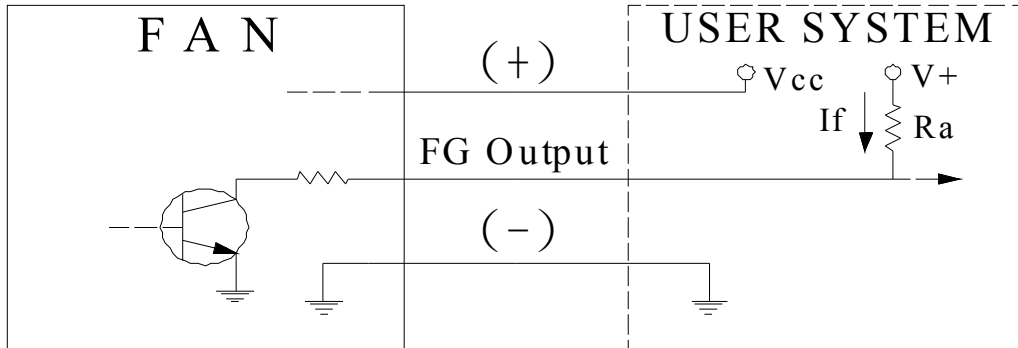 F A N
USER SYSTEM
(+)
Vcc
V+
If
Ra
FG Output
(-)